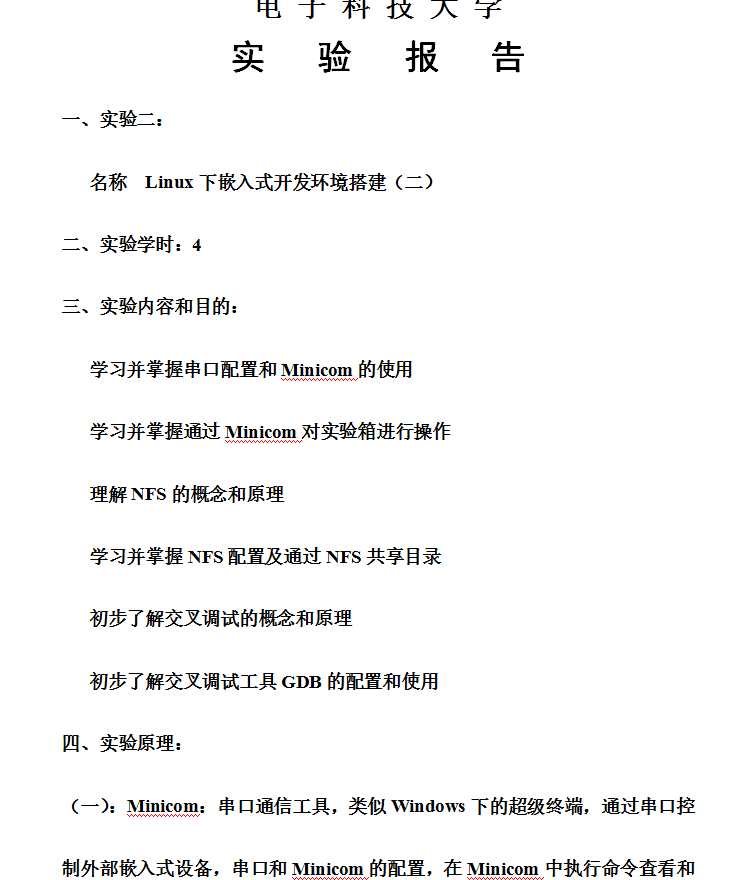 电子科技大学
实验报告
一、实验二：
名称 Linux 下嵌入式开发环境搭建（二）
二、实验学时：4
三、实验内容和目的：
学习并掌握串口配置和 Minicom 的使用
学习并掌握通过 Minicom 对实验箱进行操作
理解 NFS 的概念和原理
学习并掌握 NFS 配置及通过 NFS 共享目录
初步了解交叉调试的概念和原理
初步了解交叉调试工具 GDB 的配置和使用
四、实验原理：
（一）：Minicom：串口通信工具，类似 Windows 下的超级终端，通过串口控
制外部嵌入式设备，串口和 Minicom 的配置，在 Minicom 中执行命令查看和